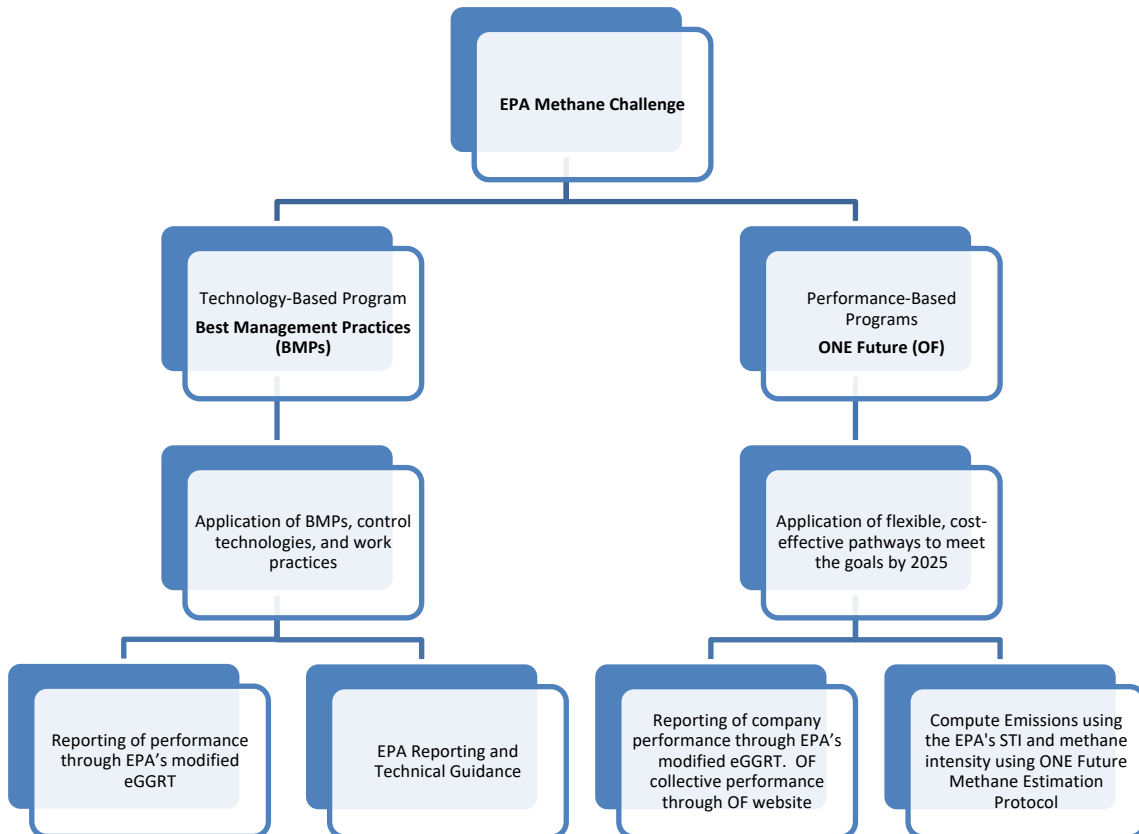 EPA Methane Challenge
Technology-Based Program
Best Management Practices
(BMPs)
Performance-Based
Programs
ONE Future (OF)
Application of BMPs, control
technologies, and work
practices
Application of flexible, cost-
effective pathways to meet
the goals by 2025
Reporting of performance
through EPA’s modified
eGGRT
EPA Reporting and
Technical Guidance
Reporting of company
performance through EPA’s
modified eGGRT.  OF
collective performance
through OF website
Compute Emissions using
the EPA's STI and methane
intensity using ONE Future
Methane Estimation
Protocol